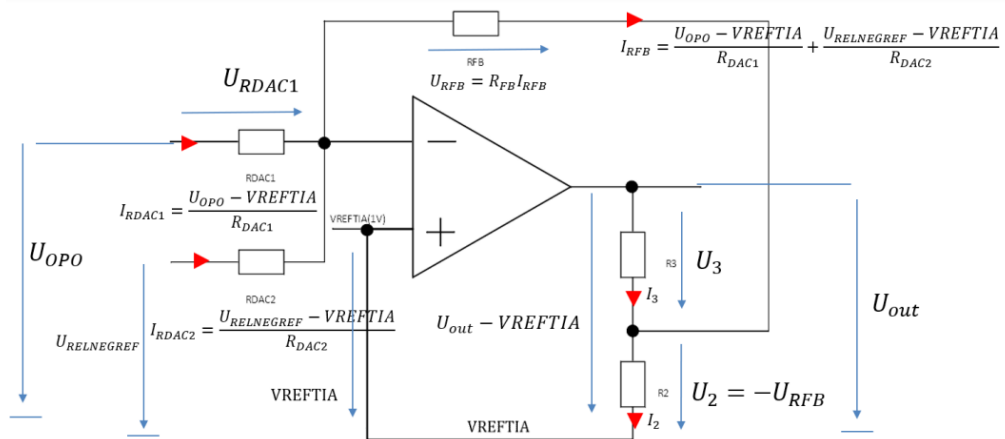 I_RFB = (U_OPO − VREFTIA)/R_DAC1 + (U_RELNEGREF − VREFTIA)/R_DAC2
RFB
U_RFB = R_FB I_RFB
U_RDAC1
−
RDAC1
I_RDAC1 = (U_OPO − VREFTIA)/R_DAC1
VREFTIA(1V)
+
U_OPO
R3
U_3
RDAC2
I_3
U_out
U_out − VREFTIA
I_RDAC2 = (U_RELNEGREF − VREFTIA)/R_DAC2
U_RELNEGREF
R2
U_2 = −U_RFB
VREFTIA
I_2
VREFTIA